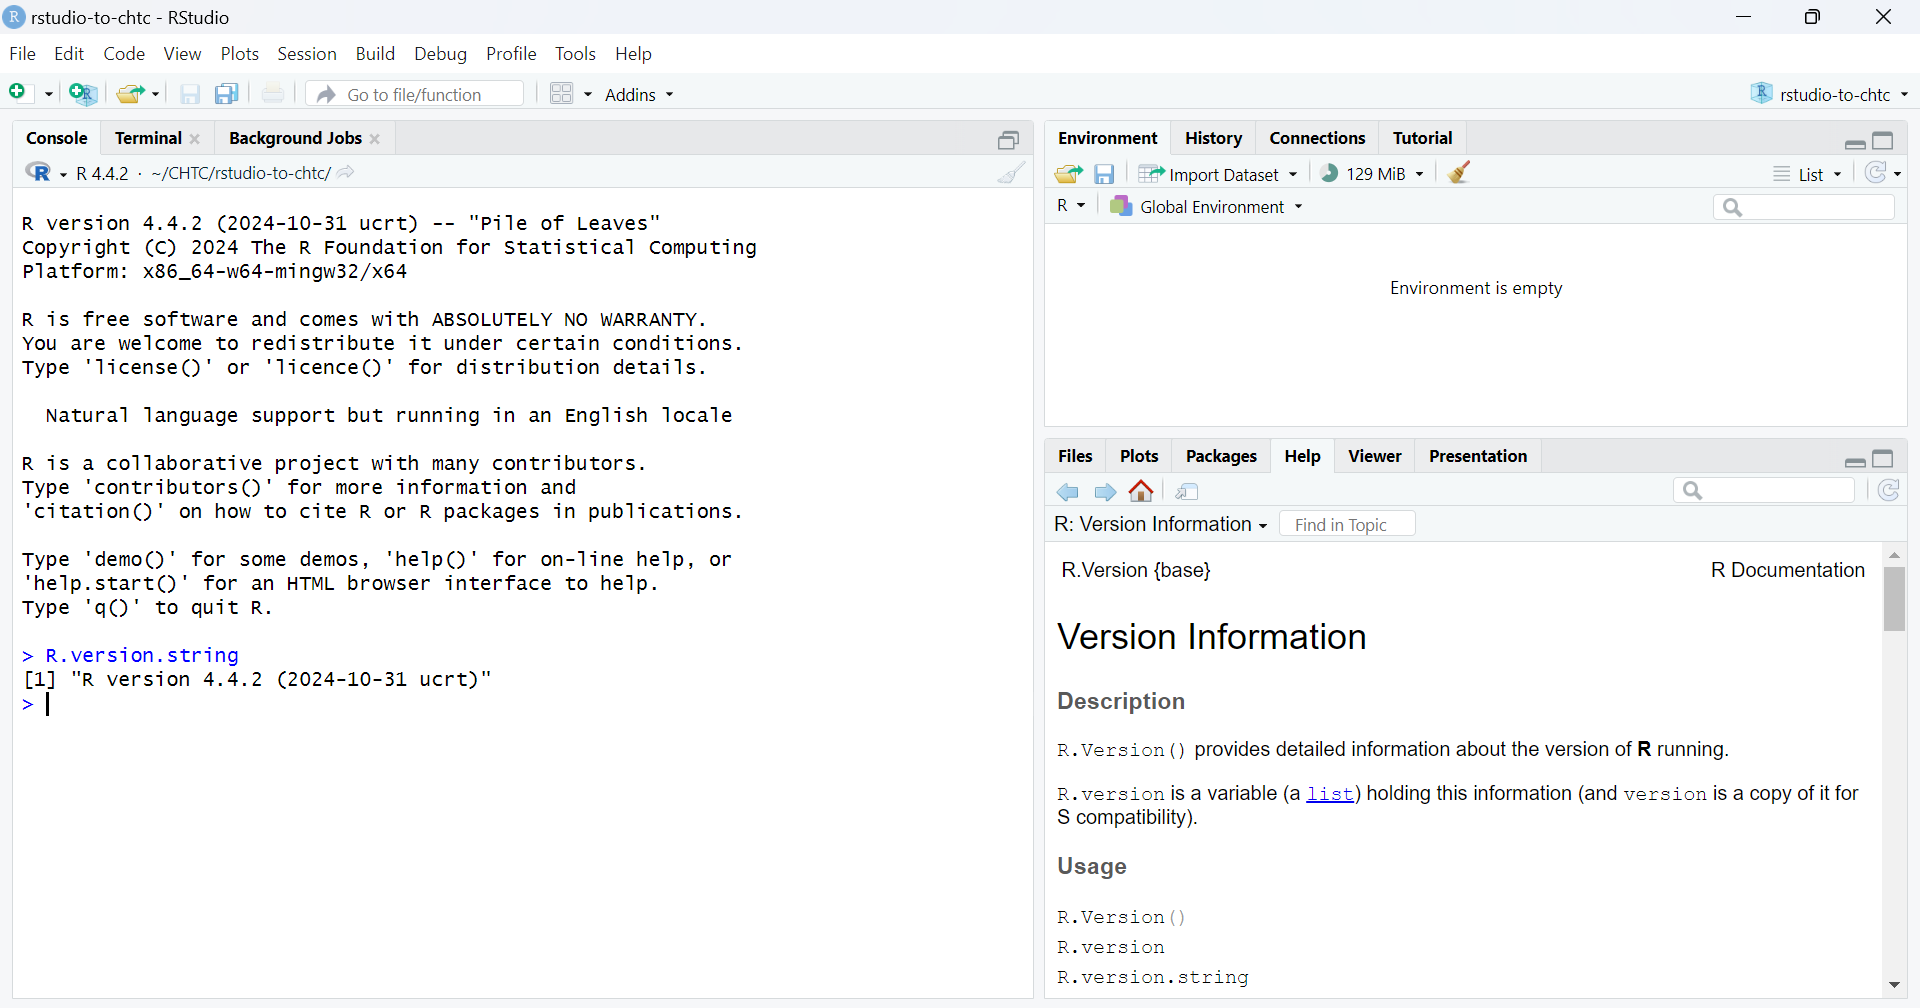 rstudio-to-chtc - RStudio
File Edit Code View Plots Session Build Debug Profile Tools Help
Go to file/function Addins rstudio-to-chtc
Console Terminal Background Jobs
R 4.4.2 · ~/CHTC/rstudio-to-chtc/
R version 4.4.2 (2024-10-31 ucrt) -- "Pile of Leaves"
Copyright (C) 2024 The R Foundation for Statistical Computing
Platform: x86_64-w64-mingw32/x64
R is free software and comes with ABSOLUTELY NO WARRANTY.
You are welcome to redistribute it under certain conditions.
Type 'license()' or 'licence()' for distribution details.
Natural language support but running in an English locale
R is a collaborative project with many contributors.
Type 'contributors()' for more information and
'citation()' on how to cite R or R packages in publications.
Type 'demo()' for some demos, 'help()' for on-line help, or
'help.start()' for an HTML browser interface to help.
Type 'q()' to quit R.
> R.version.string
[1] "R version 4.4.2 (2024-10-31 ucrt)"
>
Environment History Connections Tutorial
Import Dataset 129 MiB List
R Global Environment
Environment is empty
Files Plots Packages Help Viewer Presentation
R: Version Information Find in Topic
R.Version {base} R Documentation
Version Information
Description
R.Version() provides detailed information about the version of R running.
R.version is a variable (a list) holding this information (and version is a copy of it for
S compatibility).
Usage
R.Version()
R.version
R.version.string